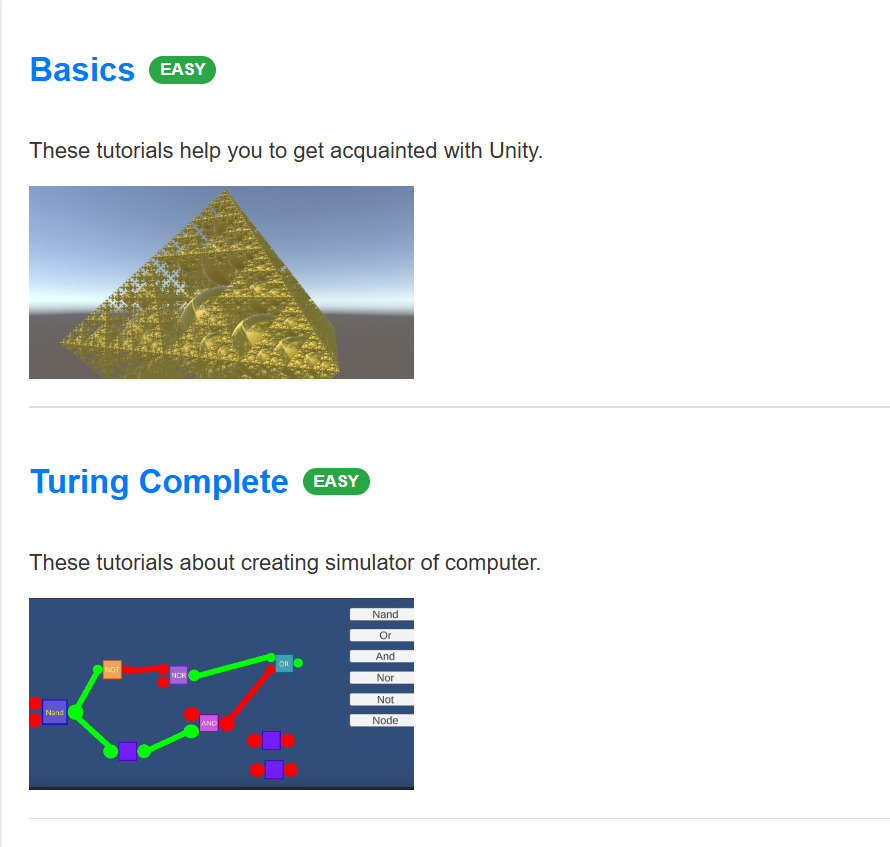 Basics EASY
These tutorials help you to get acquainted with Unity.
Turing Complete EASY
These tutorials about creating simulator of computer.
Nand
Or
And
Nor
Not
Node
NOT
NOR
OR
Nand
AND